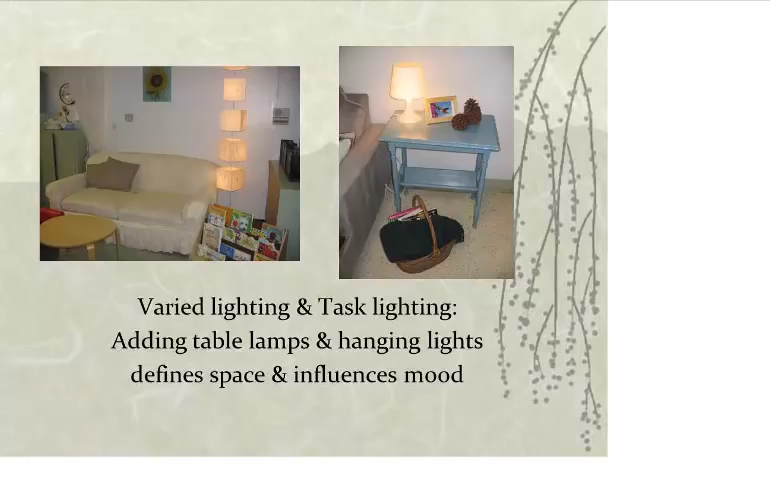 Varied lighting & Task lighting:
Adding table lamps & hanging lights
defines space & influences mood